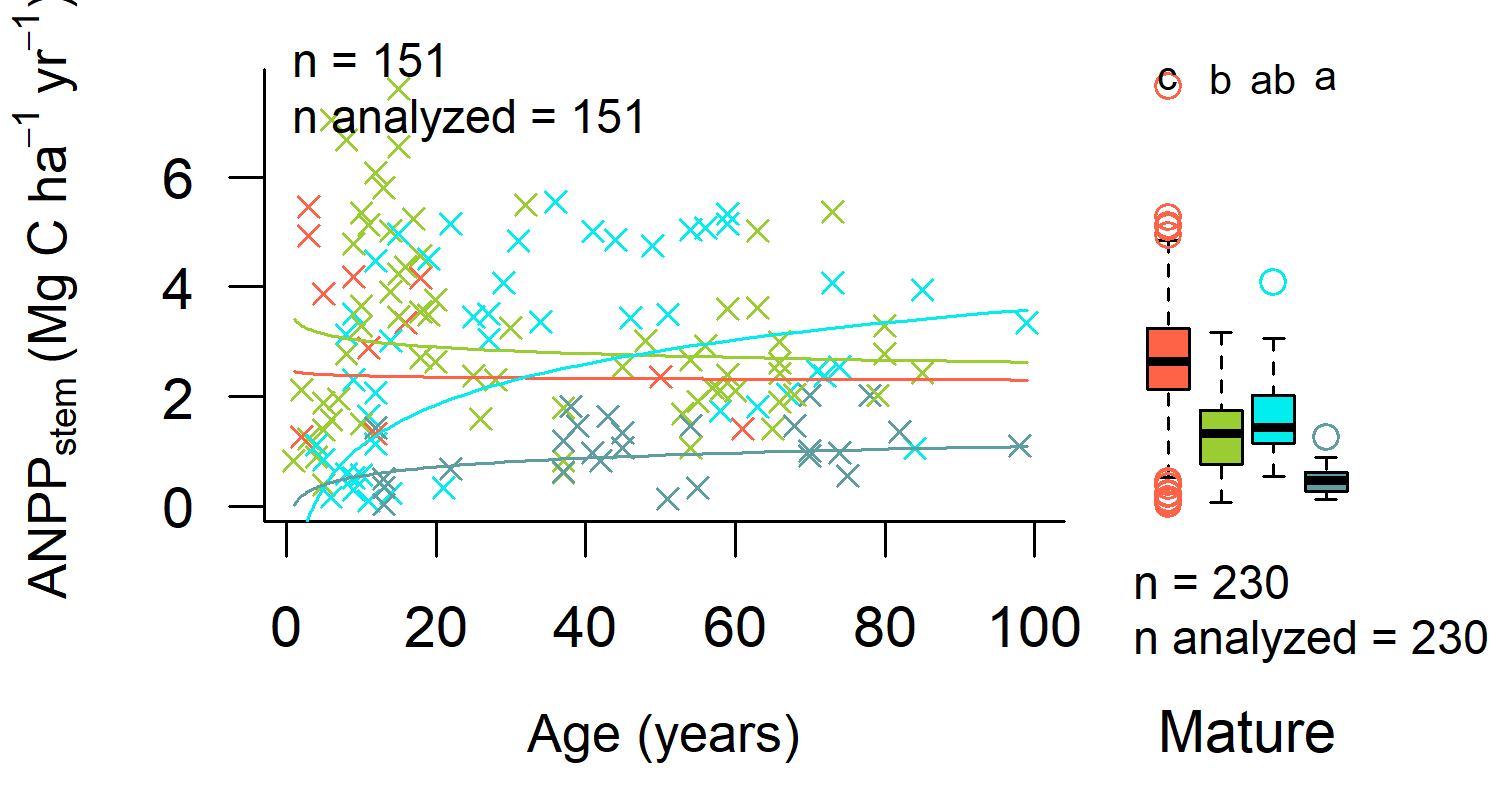 n = 151
n analyzed = 151
c b ab a
ANPPstem (Mg C ha−1 yr−1)
6
4
2
0
0 20 40 60 80 100
n = 230
n analyzed = 230
Age (years)
Mature